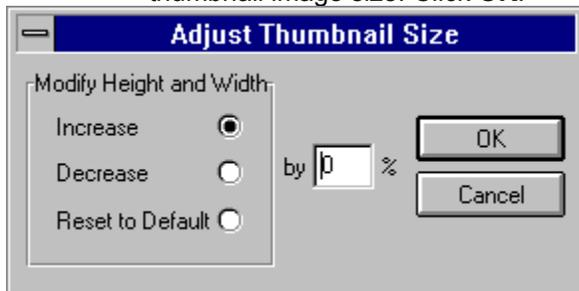 thumbnail image size. Click
Adjust Thumbnail Size
Modify Height and Width
Increase
Decrease
Reset to Default
by 0 %
OK
Cancel